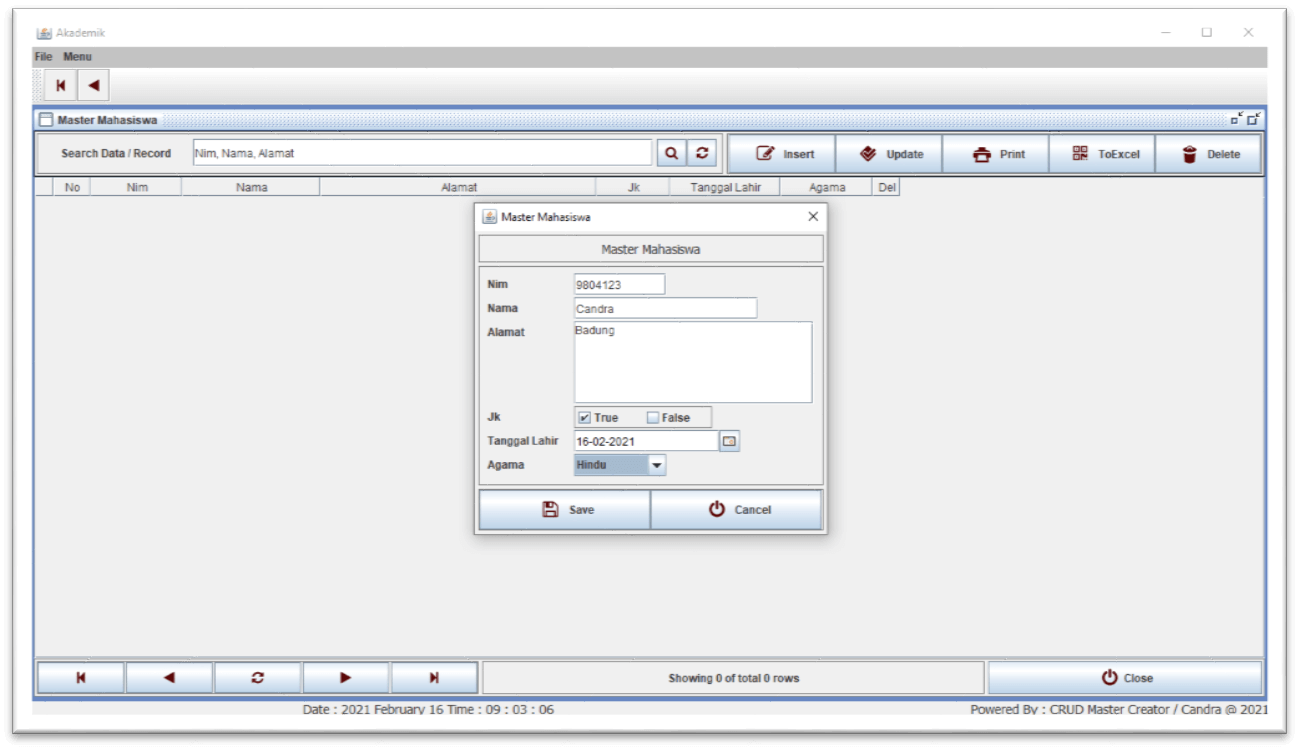 Akademik
File Menu
Master Mahasiswa
Search Data / Record Nim, Nama, Alamat Insert Update Print ToExcel Delete
No Nim Nama Alamat Jk Tanggal Lahir Agama Del
Master Mahasiswa
Master Mahasiswa
Nim 9804123
Nama Candra
Alamat Badung
Jk True False
Tanggal Lahir 16-02-2021
Agama Hindu
Save Cancel
Showing 0 of total 0 rows Close
Date : 2021 February 16 Time : 09 : 03 : 06 Powered By : CRUD Master Creator / Candra @ 2021